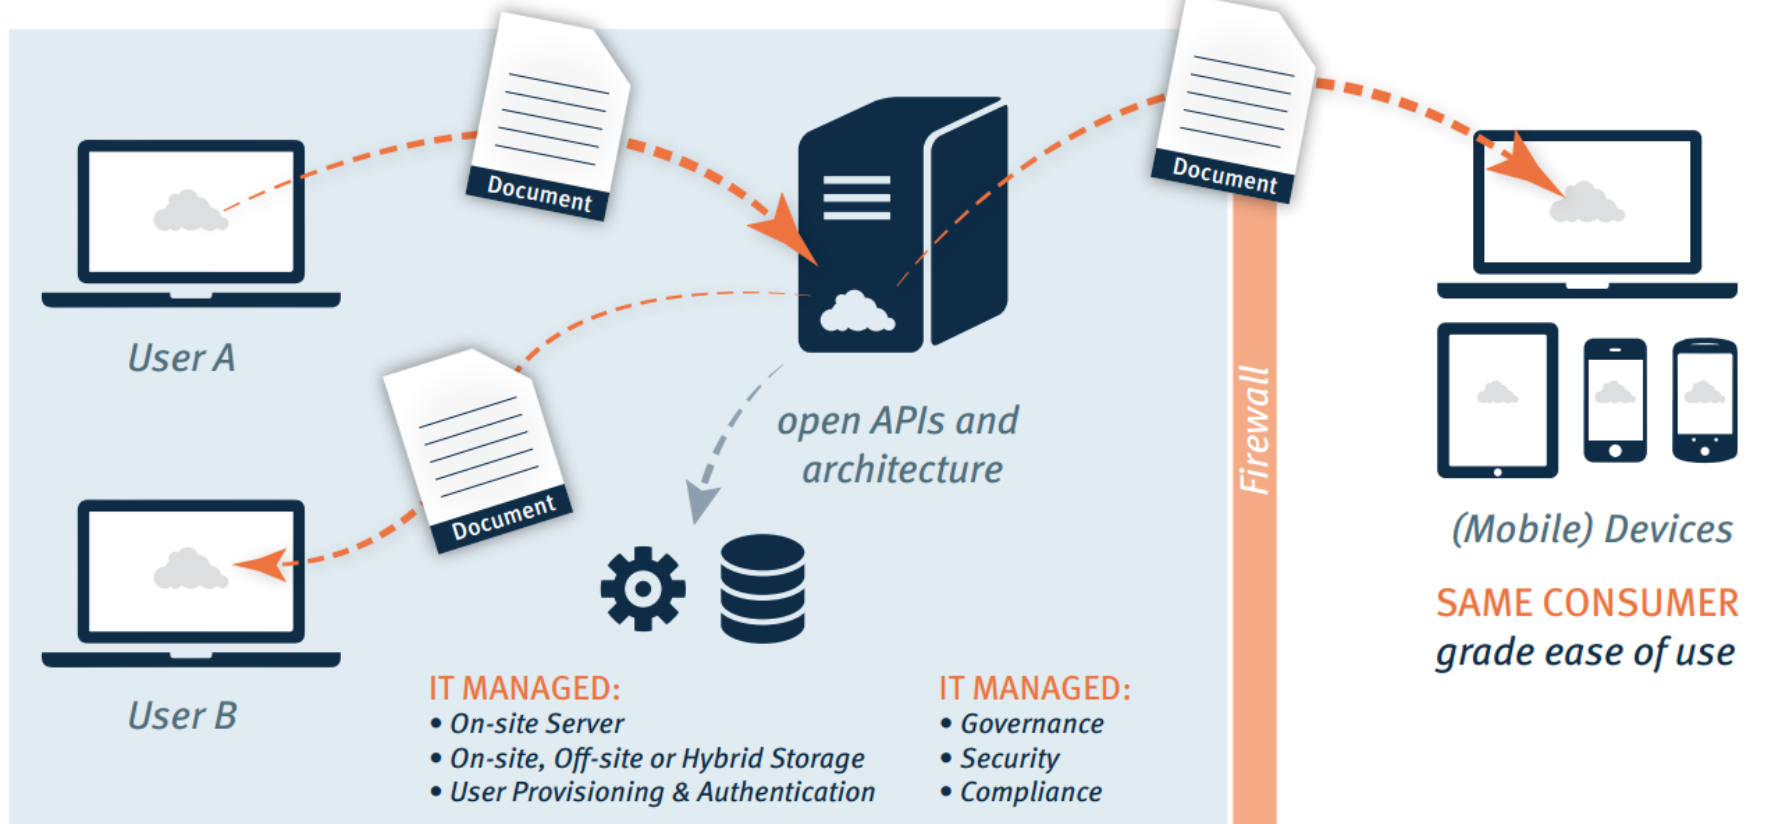 Document
Document
User A
open APIs and
architecture
Firewall
Document
User B
(Mobile) Devices
SAME CONSUMER
grade ease of use
IT MANAGED:
• On-site Server
• On-site, Off-site or Hybrid Storage
• User Provisioning & Authentication
IT MANAGED:
• Governance
• Security
• Compliance